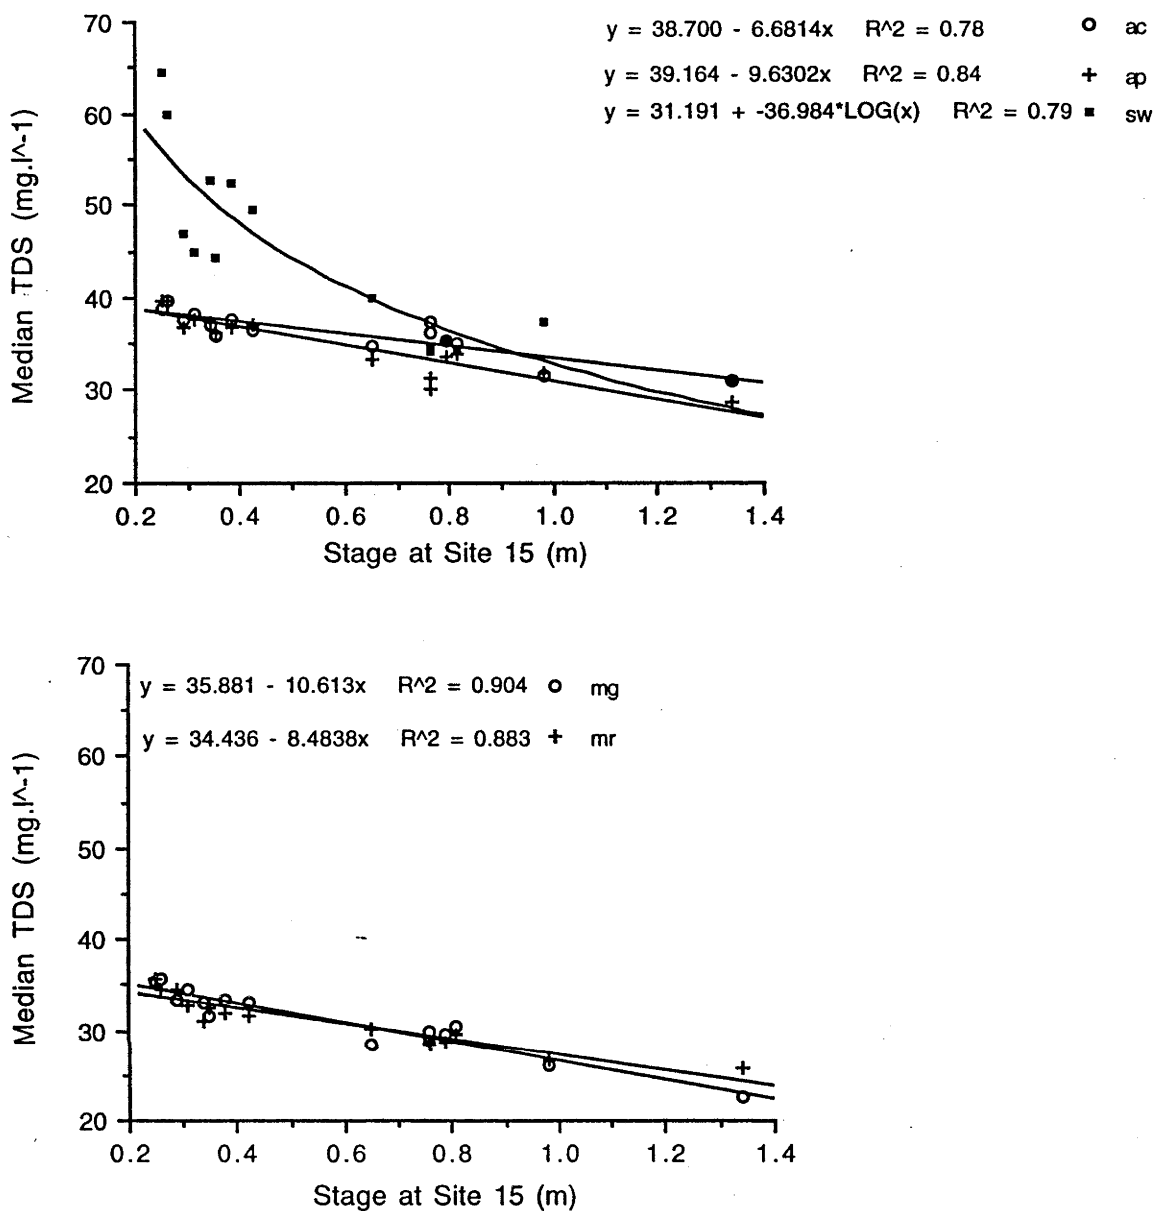 y = 38.700 - 6.6814x R^2 = 0.78 ac
y = 39.164 - 9.6302x R^2 = 0.84 ap
y = 31.191 + -36.984*LOG(x) R^2 = 0.79 sw
Median TDS (mg.l^-1)
70
60
50
40
30
20
0.2 0.4 0.6 0.8 1.0 1.2 1.4
Stage at Site 15 (m)
y = 35.881 - 10.613x R^2 = 0.904 mg
y = 34.436 - 8.4838x R^2 = 0.883 mr
Median TDS (mg.l^-1)
70
60
50
40
30
20
0.2 0.4 0.6 0.8 1.0 1.2 1.4
Stage at Site 15 (m)